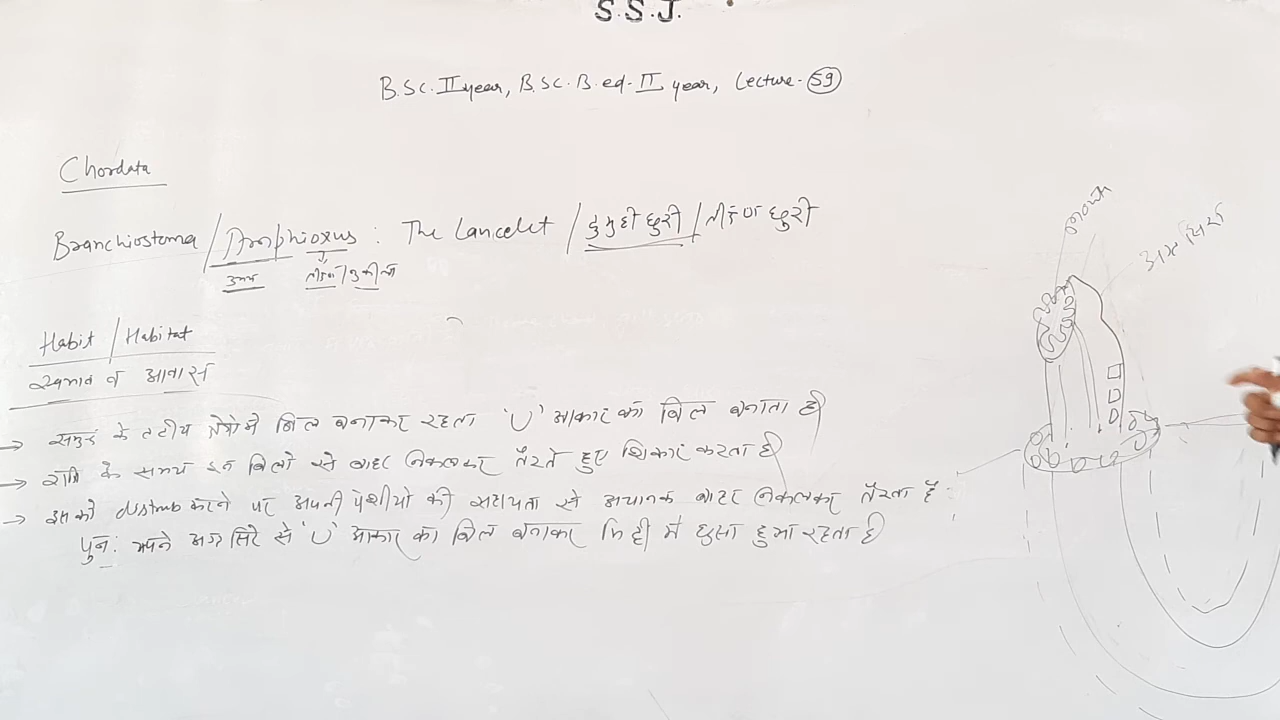 S.S.J.
B.Sc. II year, B.Sc. B.ed. II year, Lecture - 59
Chordata
Branchiostoma / Amphioxus : The Lancelet / दुमुही छुरी / तीक्ष्ण छुरी
उभय तीक्ष्ण / नुकीला
Habit / Habitat
स्वभाव व आवास
→ समुद्र के तटीय क्षेत्रो में बिल बनाकर रहता 'U' आकार का बिल बनाता है
→ रात्रि के समय इन बिलो से बाहर निकलकर तैरते हुए शिकार करता है
→ इसको disturb करने पर अपनी पेशीयो की सहायता से अचानक बाहर निकलकर तैरता है
पुन: अपने अग्र सिरे से 'U' आकार का बिल बनाकर मिट्टी में घुसा हुआ रहता है
mouth
अग्र सिरा